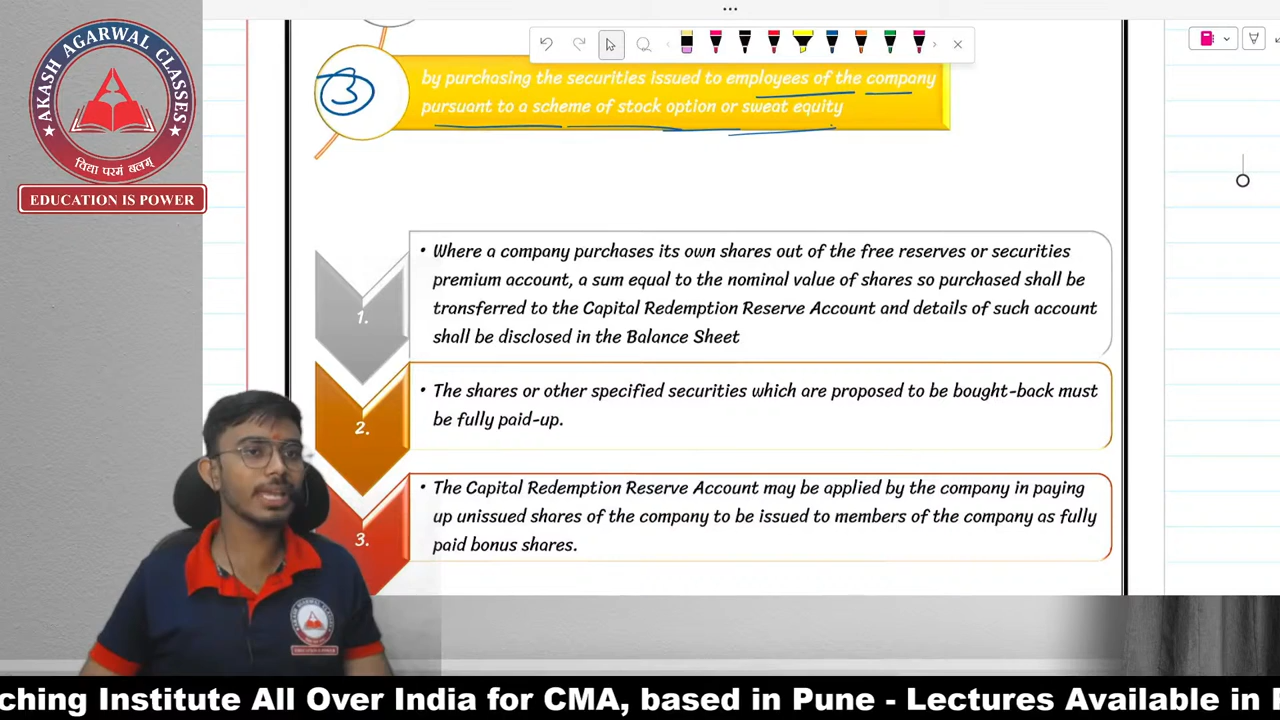 ...
AKASH AGARWAL CLASSES
विद्या परमं बलम्
EDUCATION IS POWER
3
by purchasing the securities issued to employees of the company
pursuant to a scheme of stock option or sweat equity
1.
• Where a company purchases its own shares out of the free reserves or securities
premium account, a sum equal to the nominal value of shares so purchased shall be
transferred to the Capital Redemption Reserve Account and details of such account
shall be disclosed in the Balance Sheet
2.
• The shares or other specified securities which are proposed to be bought-back must
be fully paid-up.
3.
• The Capital Redemption Reserve Account may be applied by the company in paying
up unissued shares of the company to be issued to members of the company as fully
paid bonus shares.
EDUCATION IS POWER
ching Institute All Over India for CMA, based in Pune - Lectures Available in